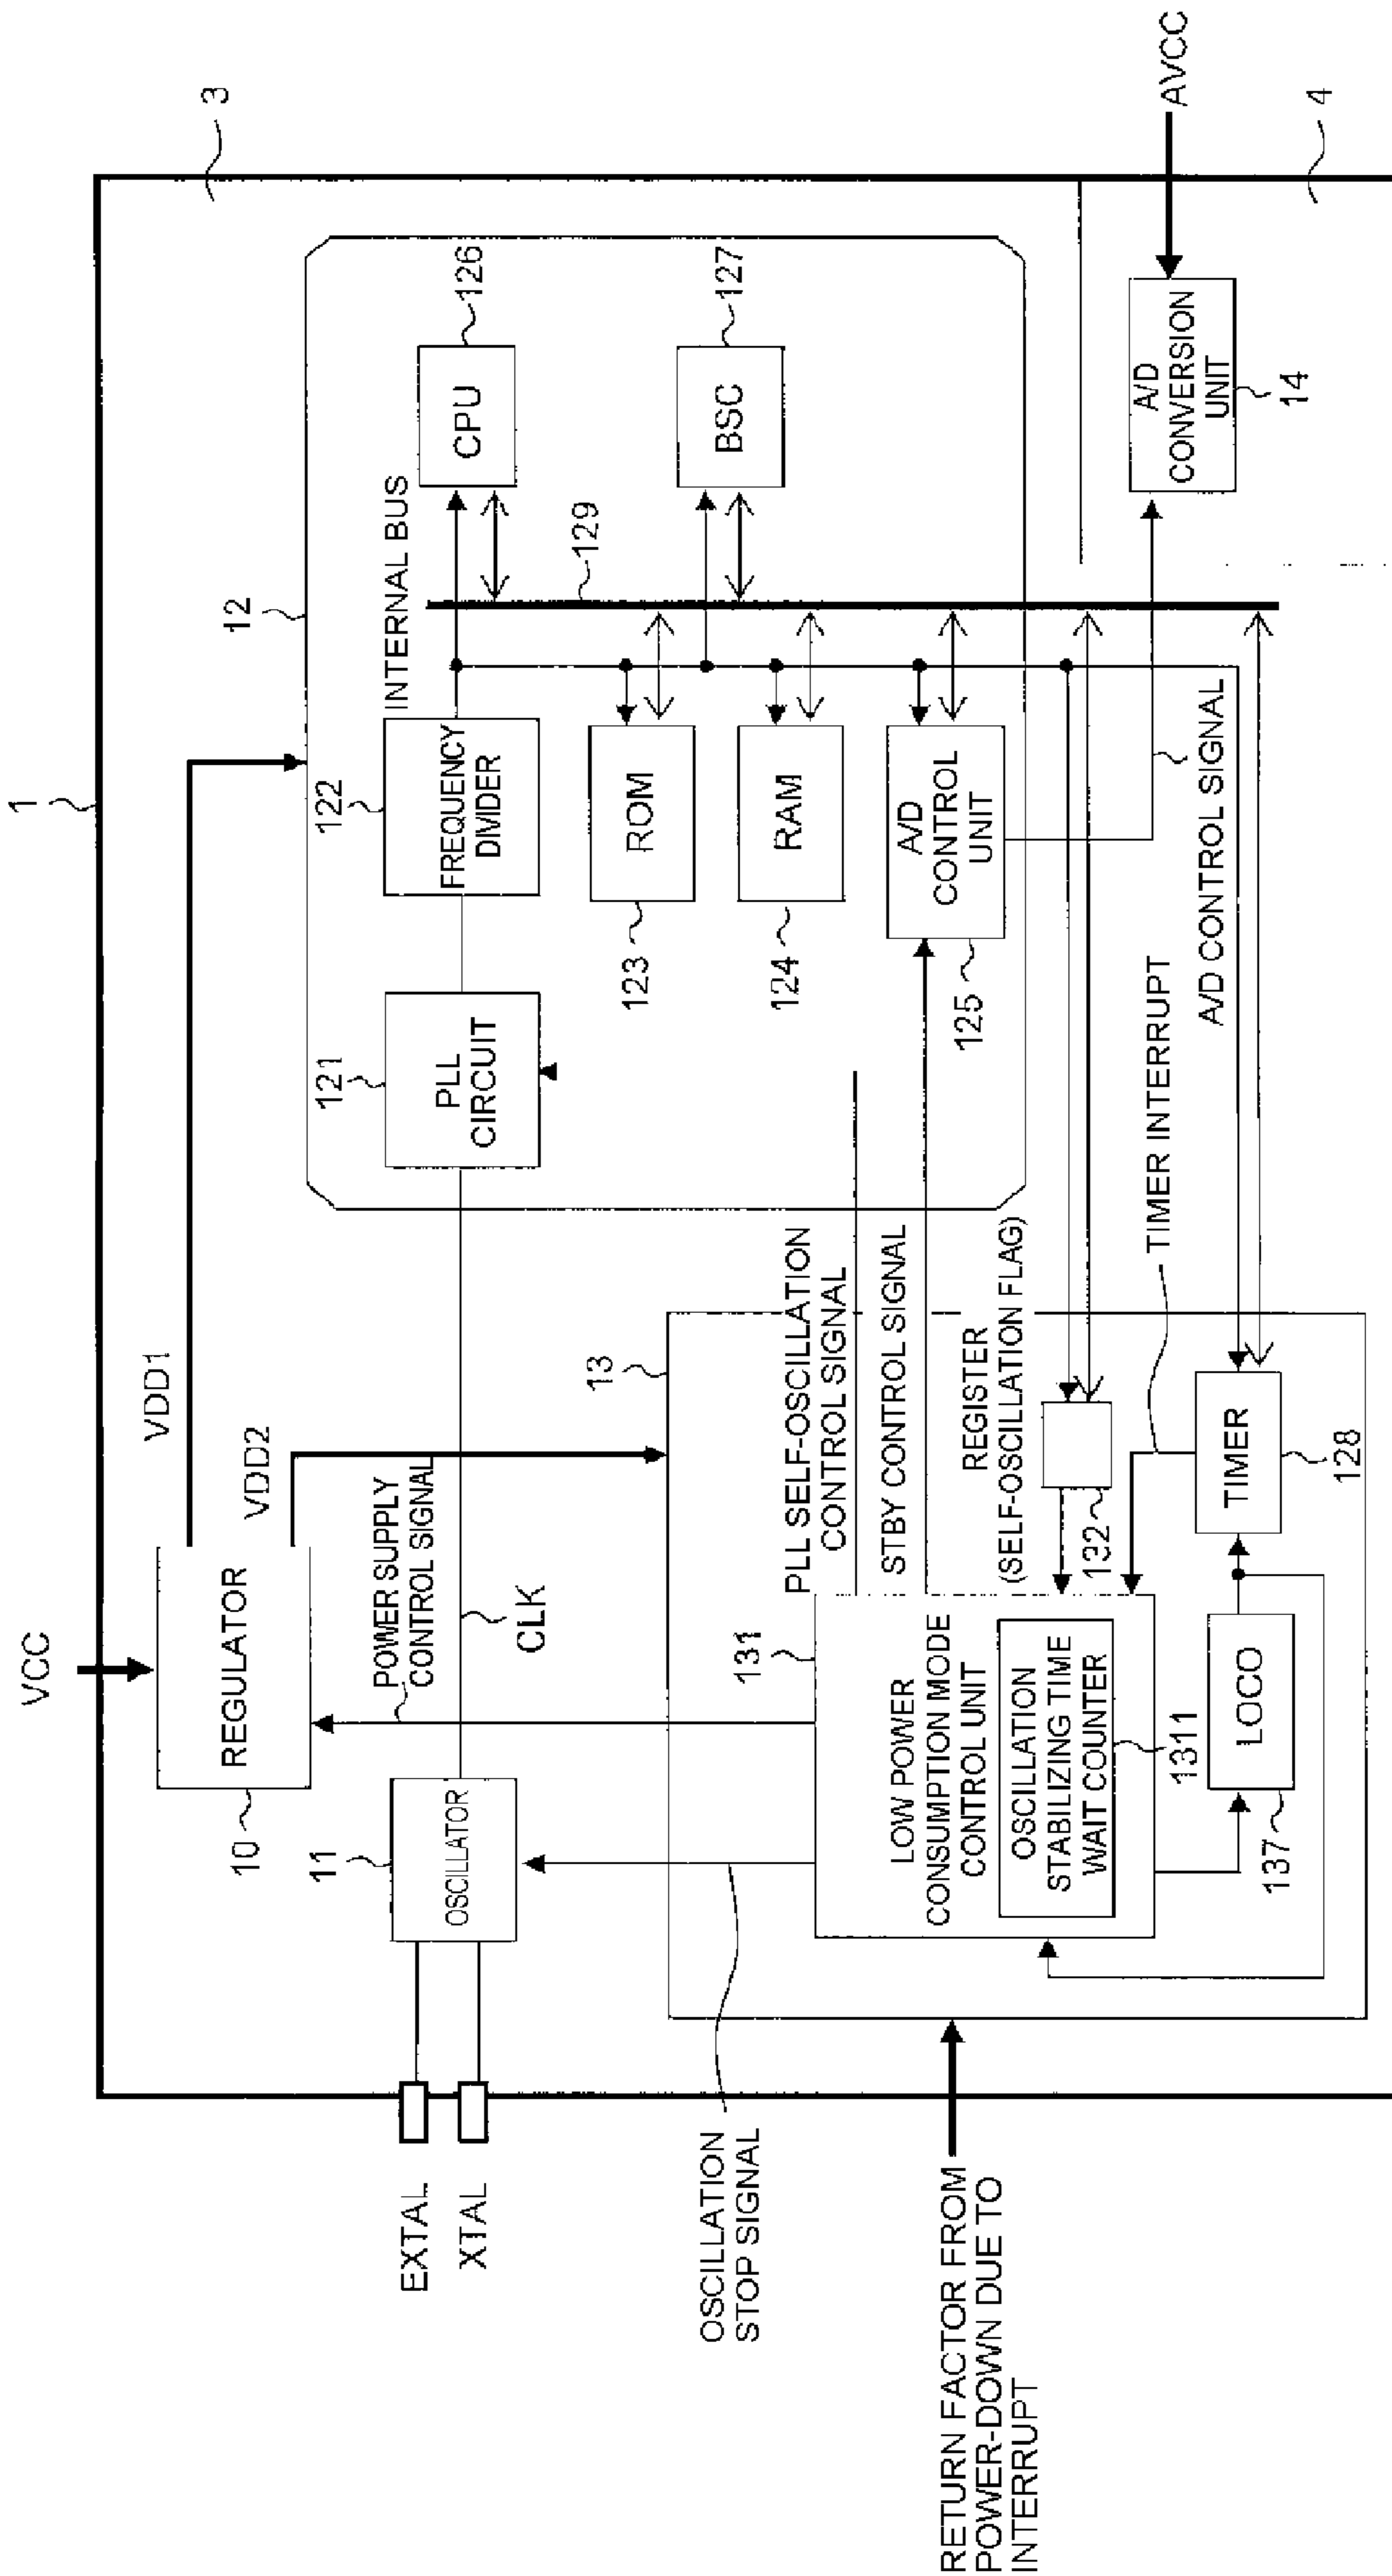 1
3
VCC
VDD1
12
REGULATOR
10
VDD2
POWER SUPPLY
CONTROL SIGNAL
EXTAL
XTAL
11
OSCILLATOR
CLK
121
PLL
CIRCUIT
122
FREQUENCY
DIVIDER
INTERNAL BUS
CPU
126
129
ROM
123
RAM
124
BSC
127
A/D
CONTROL
UNIT
125
OSCILLATION
STOP SIGNAL
13
PLL SELF-OSCILLATION
CONTROL SIGNAL
STBY CONTROL SIGNAL
131
LOW POWER
CONSUMPTION MODE
CONTROL UNIT
OSCILLATION
STABILIZING TIME
WAIT COUNTER
1311
REGISTER
(SELF-OSCILLATION FLAG)
132
TIMER INTERRUPT
A/D CONTROL SIGNAL
LOCO
137
TIMER
128
RETURN FACTOR FROM
POWER-DOWN DUE TO
INTERRUPT
A/D
CONVERSION
UNIT
14
AVCC
4